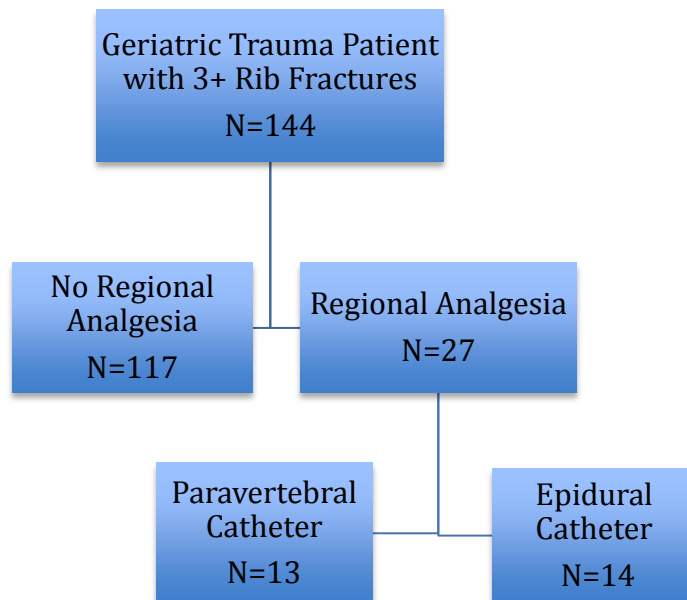 Geriatric Trauma Patient
with 3+ Rib Fractures
N=144
No Regional
Analgesia
N=117
Regional Analgesia
N=27
Paravertebral
Catheter
N=13
Epidural
Catheter
N=14